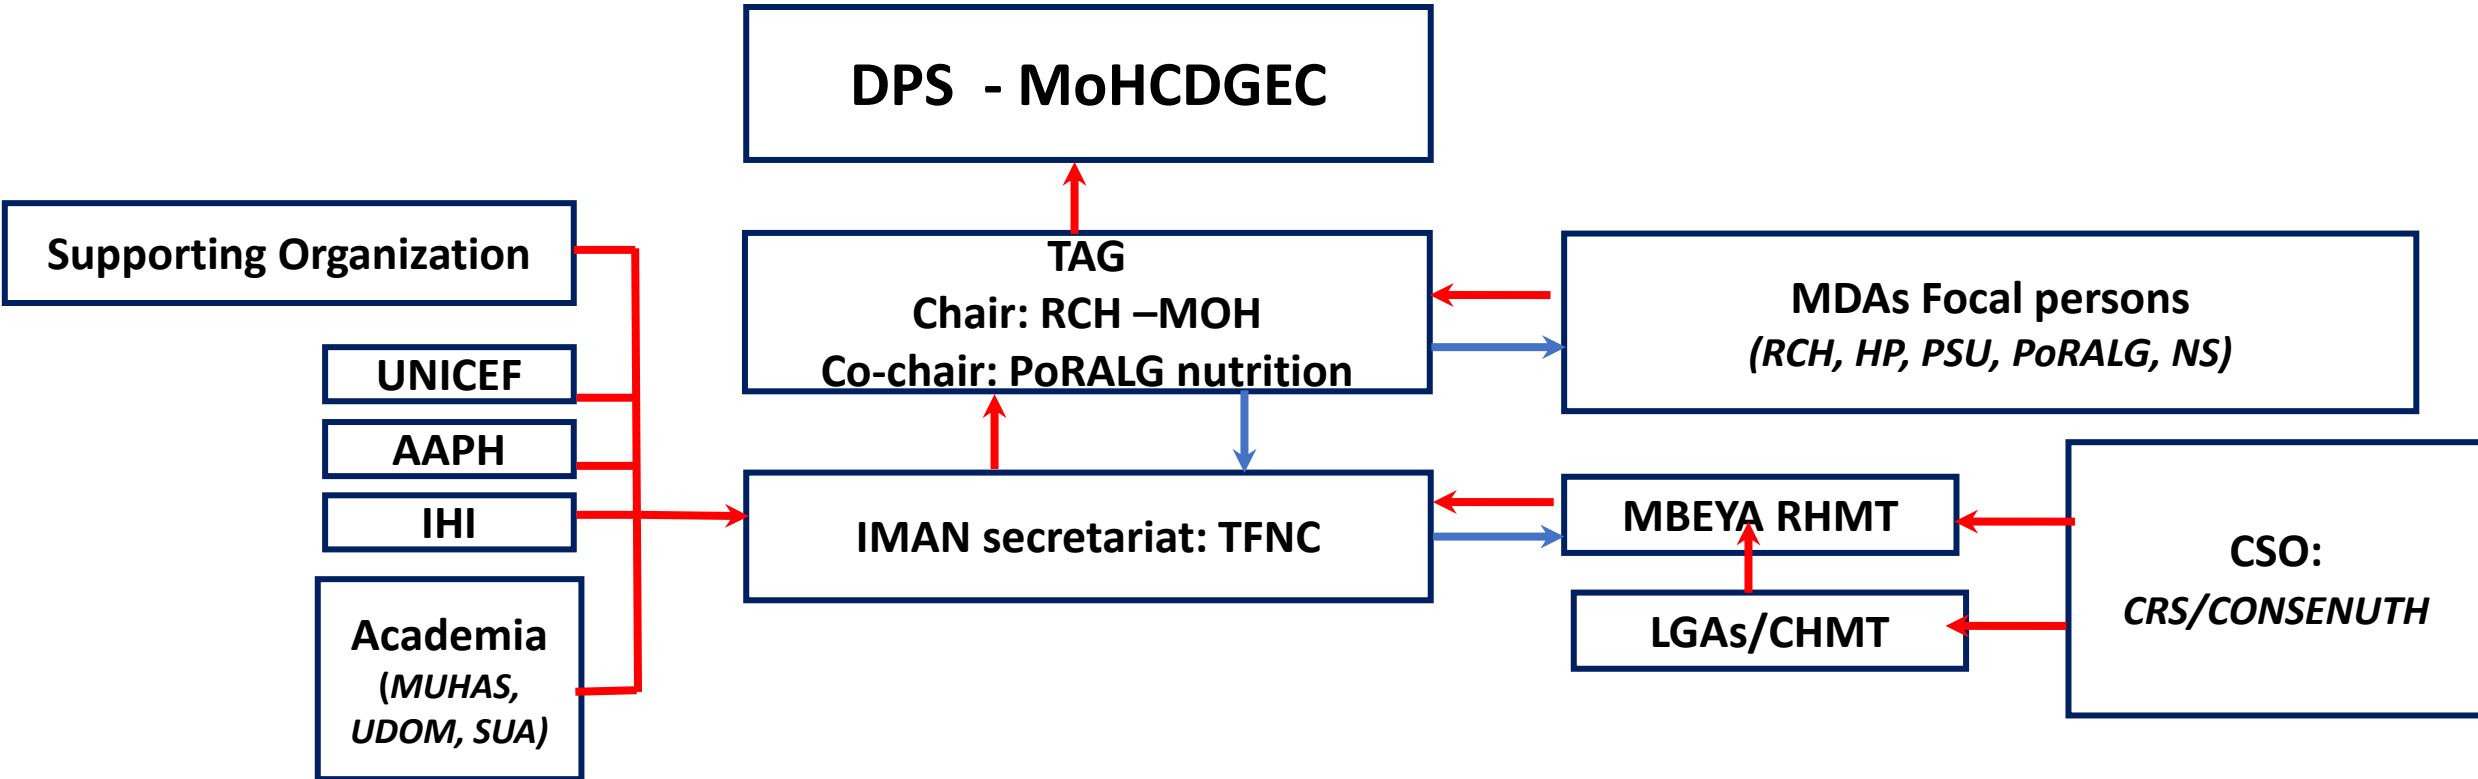 DPS - MoHCDGEC
Supporting Organization
TAG
Chair: RCH –MOH
Co-chair: PoRALG nutrition
MDAs Focal persons
(RCH, HP, PSU, PoRALG, NS)
UNICEF
AAPH
IHI
Academia
(MUHAS,
UDOM, SUA)
IMAN secretariat: TFNC
MBEYA RHMT
LGAs/CHMT
CSO:
CRS/CONSENUTH